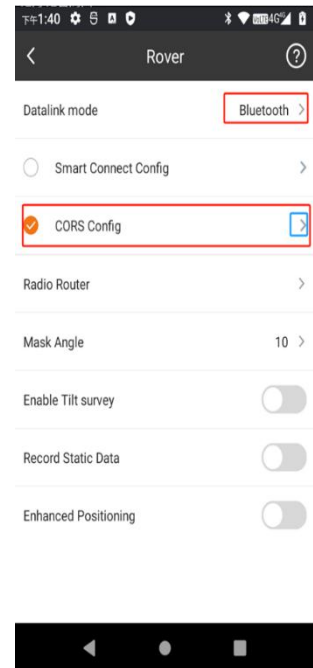 下午1:40
4G
Rover
Datalink mode
Bluetooth
Smart Connect Config
CORS Config
Radio Router
Mask Angle
10
Enable Tilt survey
Record Static Data
Enhanced Positioning